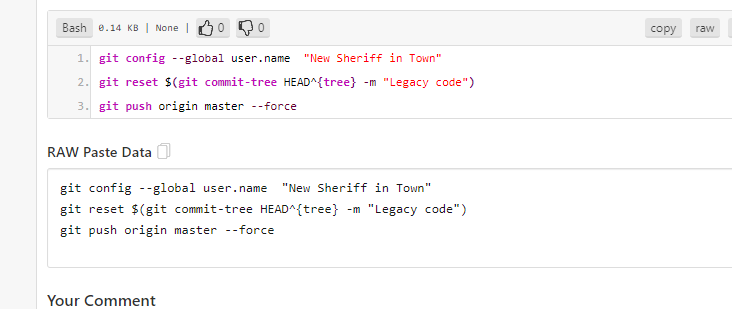 Bash 0.14 KB | None | 0 0 copy raw
1. git config --global user.name  "New Sheriff in Town"
2. git reset $(git commit-tree HEAD^{tree} -m "Legacy code")
3. git push origin master --force
RAW Paste Data
git config --global user.name  "New Sheriff in Town"
git reset $(git commit-tree HEAD^{tree} -m "Legacy code")
git push origin master --force
Your Comment